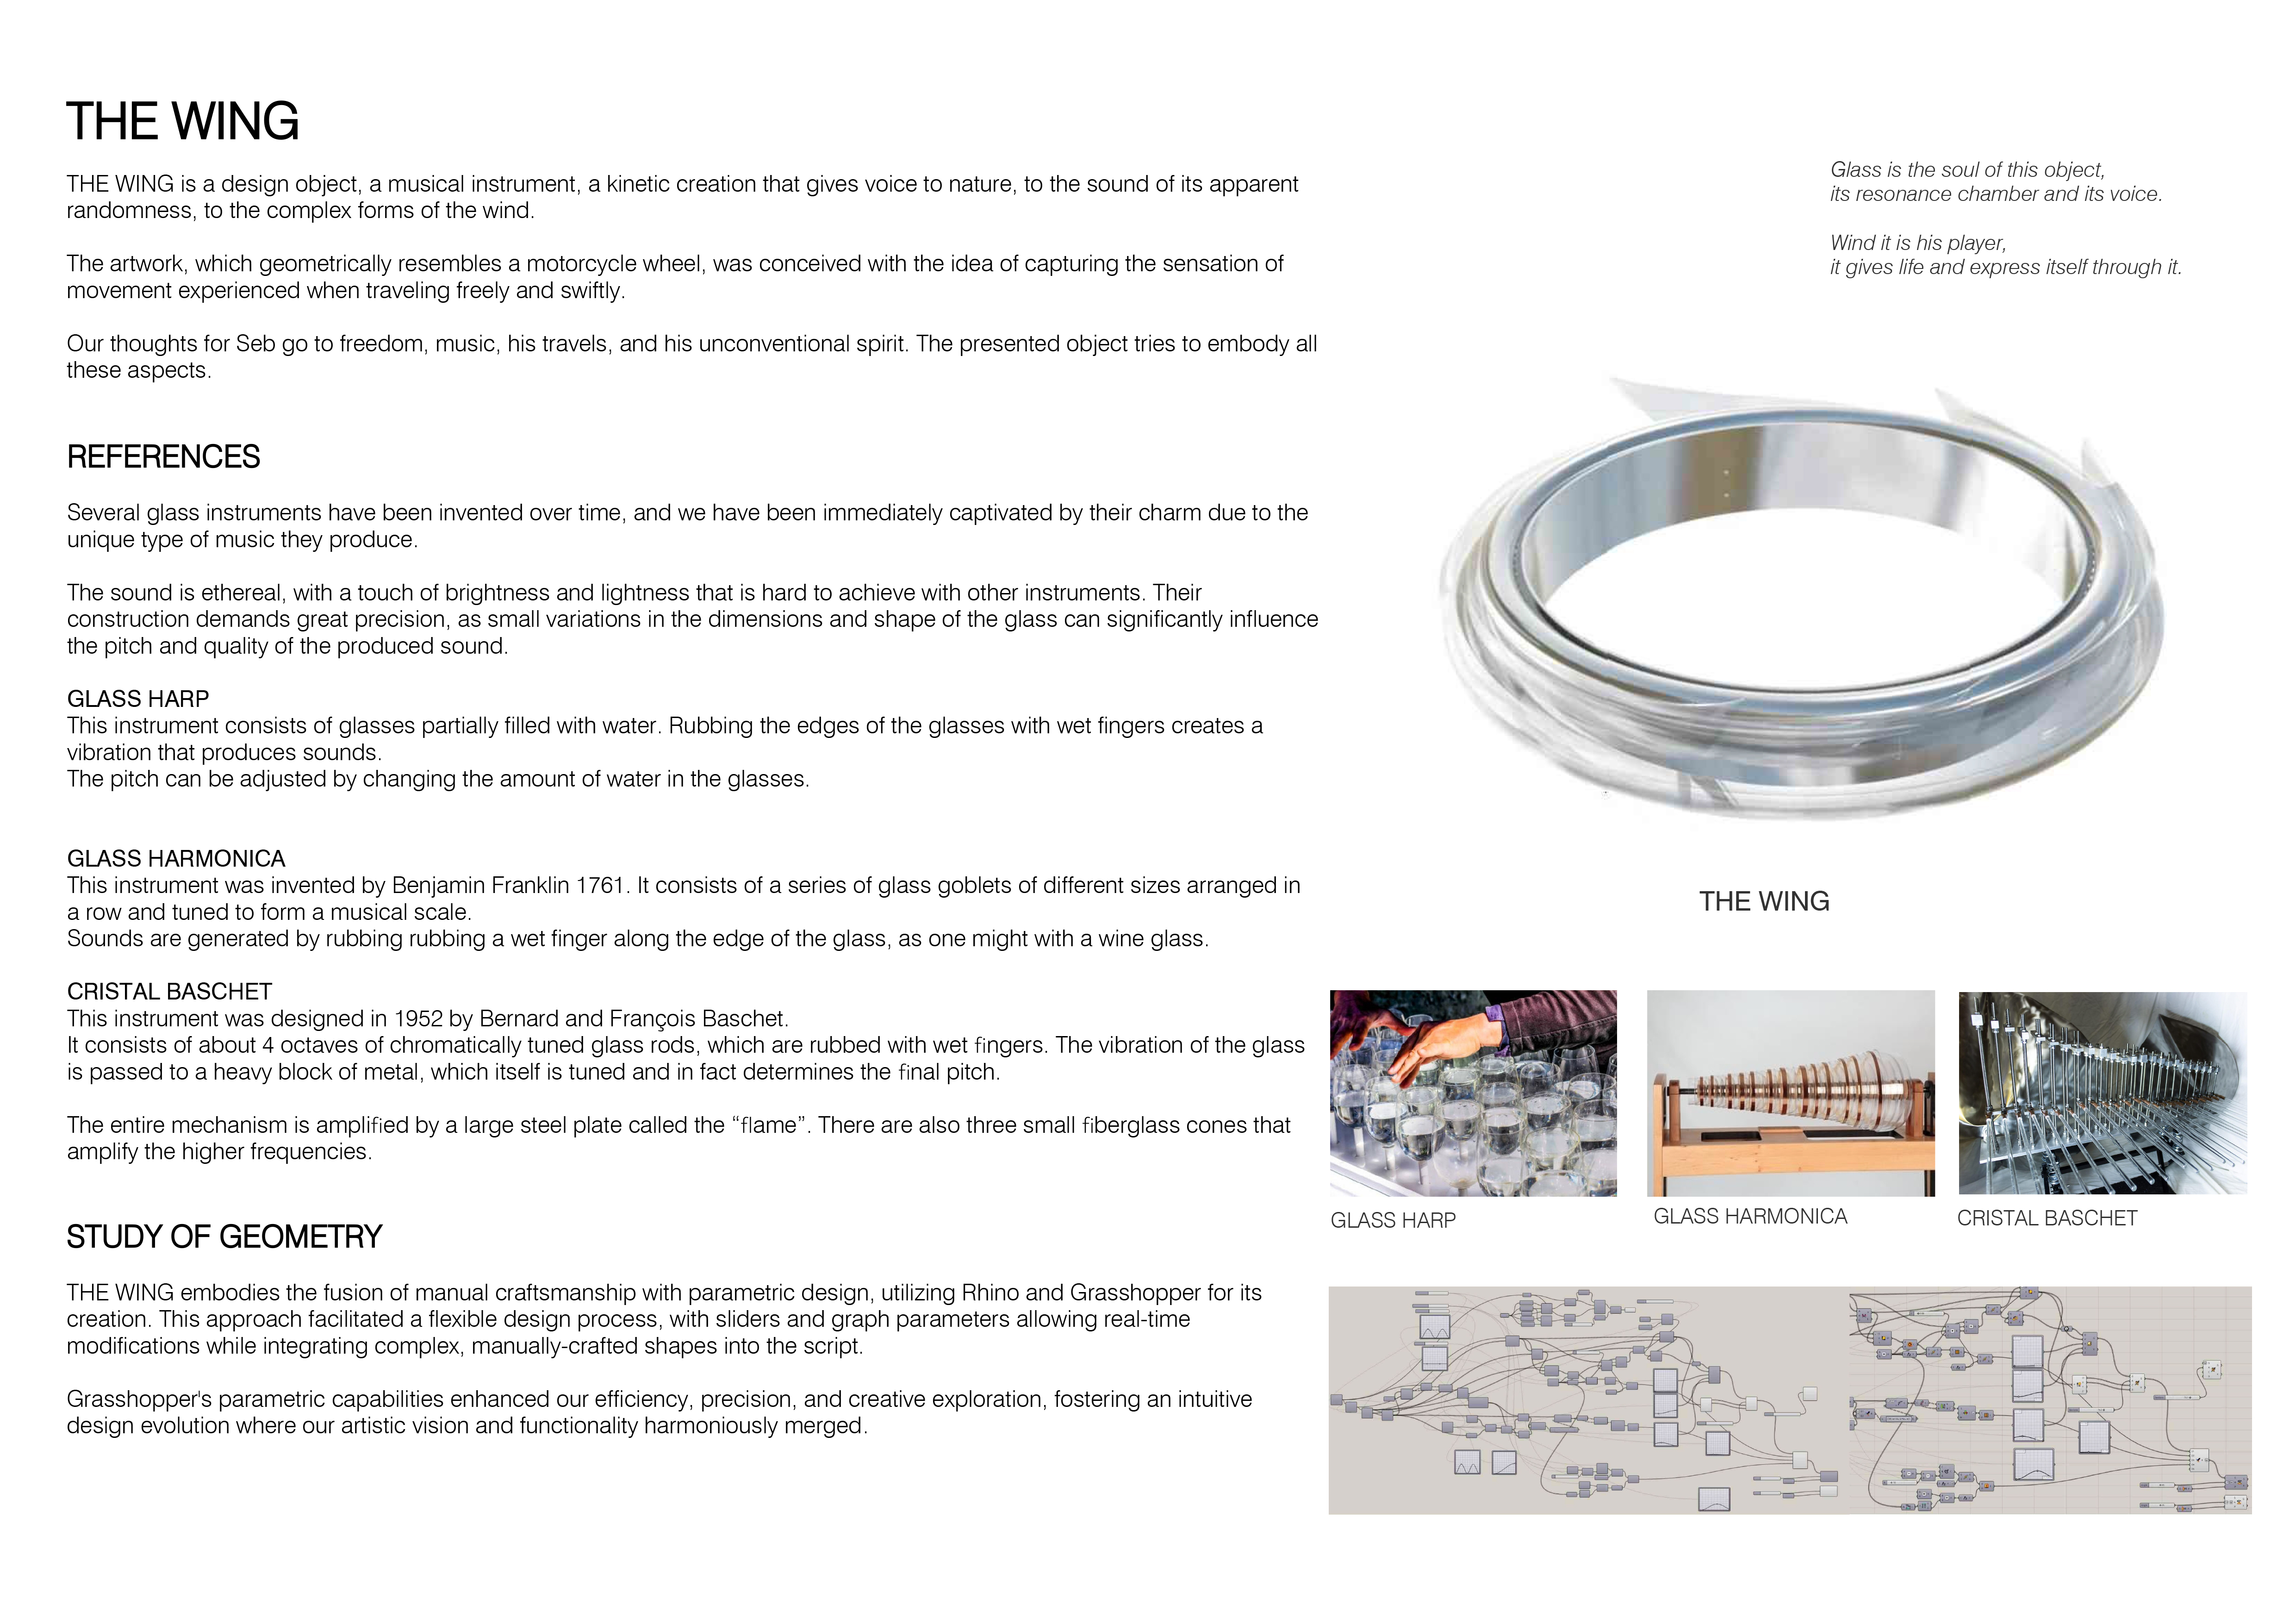 THE WING
THE WING is a design object, a musical instrument, a kinetic creation that gives voice to nature, to the sound of its apparent
randomness, to the complex forms of the wind.
The artwork, which geometrically resembles a motorcycle wheel, was conceived with the idea of capturing the sensation of
movement experienced when traveling freely and swiftly.
Our thoughts for Seb go to freedom, music, his travels, and his unconventional spirit. The presented object tries to embody all
these aspects.
REFERENCES
Several glass instruments have been invented over time, and we have been immediately captivated by their charm due to the
unique type of music they produce.
The sound is ethereal, with a touch of brightness and lightness that is hard to achieve with other instruments. Their
construction demands great precision, as small variations in the dimensions and shape of the glass can significantly influence
the pitch and quality of the produced sound.
GLASS HARP
This instrument consists of glasses partially filled with water. Rubbing the edges of the glasses with wet fingers creates a
vibration that produces sounds.
The pitch can be adjusted by changing the amount of water in the glasses.
GLASS HARMONICA
This instrument was invented by Benjamin Franklin 1761. It consists of a series of glass goblets of different sizes arranged in
a row and tuned to form a musical scale.
Sounds are generated by rubbing rubbing a wet finger along the edge of the glass, as one might with a wine glass.
CRISTAL BASCHET
This instrument was designed in 1952 by Bernard and François Baschet.
It consists of about 4 octaves of chromatically tuned glass rods, which are rubbed with wet fingers. The vibration of the glass
is passed to a heavy block of metal, which itself is tuned and in fact determines the final pitch.
The entire mechanism is amplified by a large steel plate called the “flame”. There are also three small fiberglass cones that
amplify the higher frequencies.
STUDY OF GEOMETRY
THE WING embodies the fusion of manual craftsmanship with parametric design, utilizing Rhino and Grasshopper for its
creation. This approach facilitated a flexible design process, with sliders and graph parameters allowing real-time
modifications while integrating complex, manually-crafted shapes into the script.
Grasshopper's parametric capabilities enhanced our efficiency, precision, and creative exploration, fostering an intuitive
design evolution where our artistic vision and functionality harmoniously merged.
Glass is the soul of this object,
its resonance chamber and its voice.
Wind it is his player,
it gives life and express itself through it.
THE WING
GLASS HARP
GLASS HARMONICA
CRISTAL BASCHET